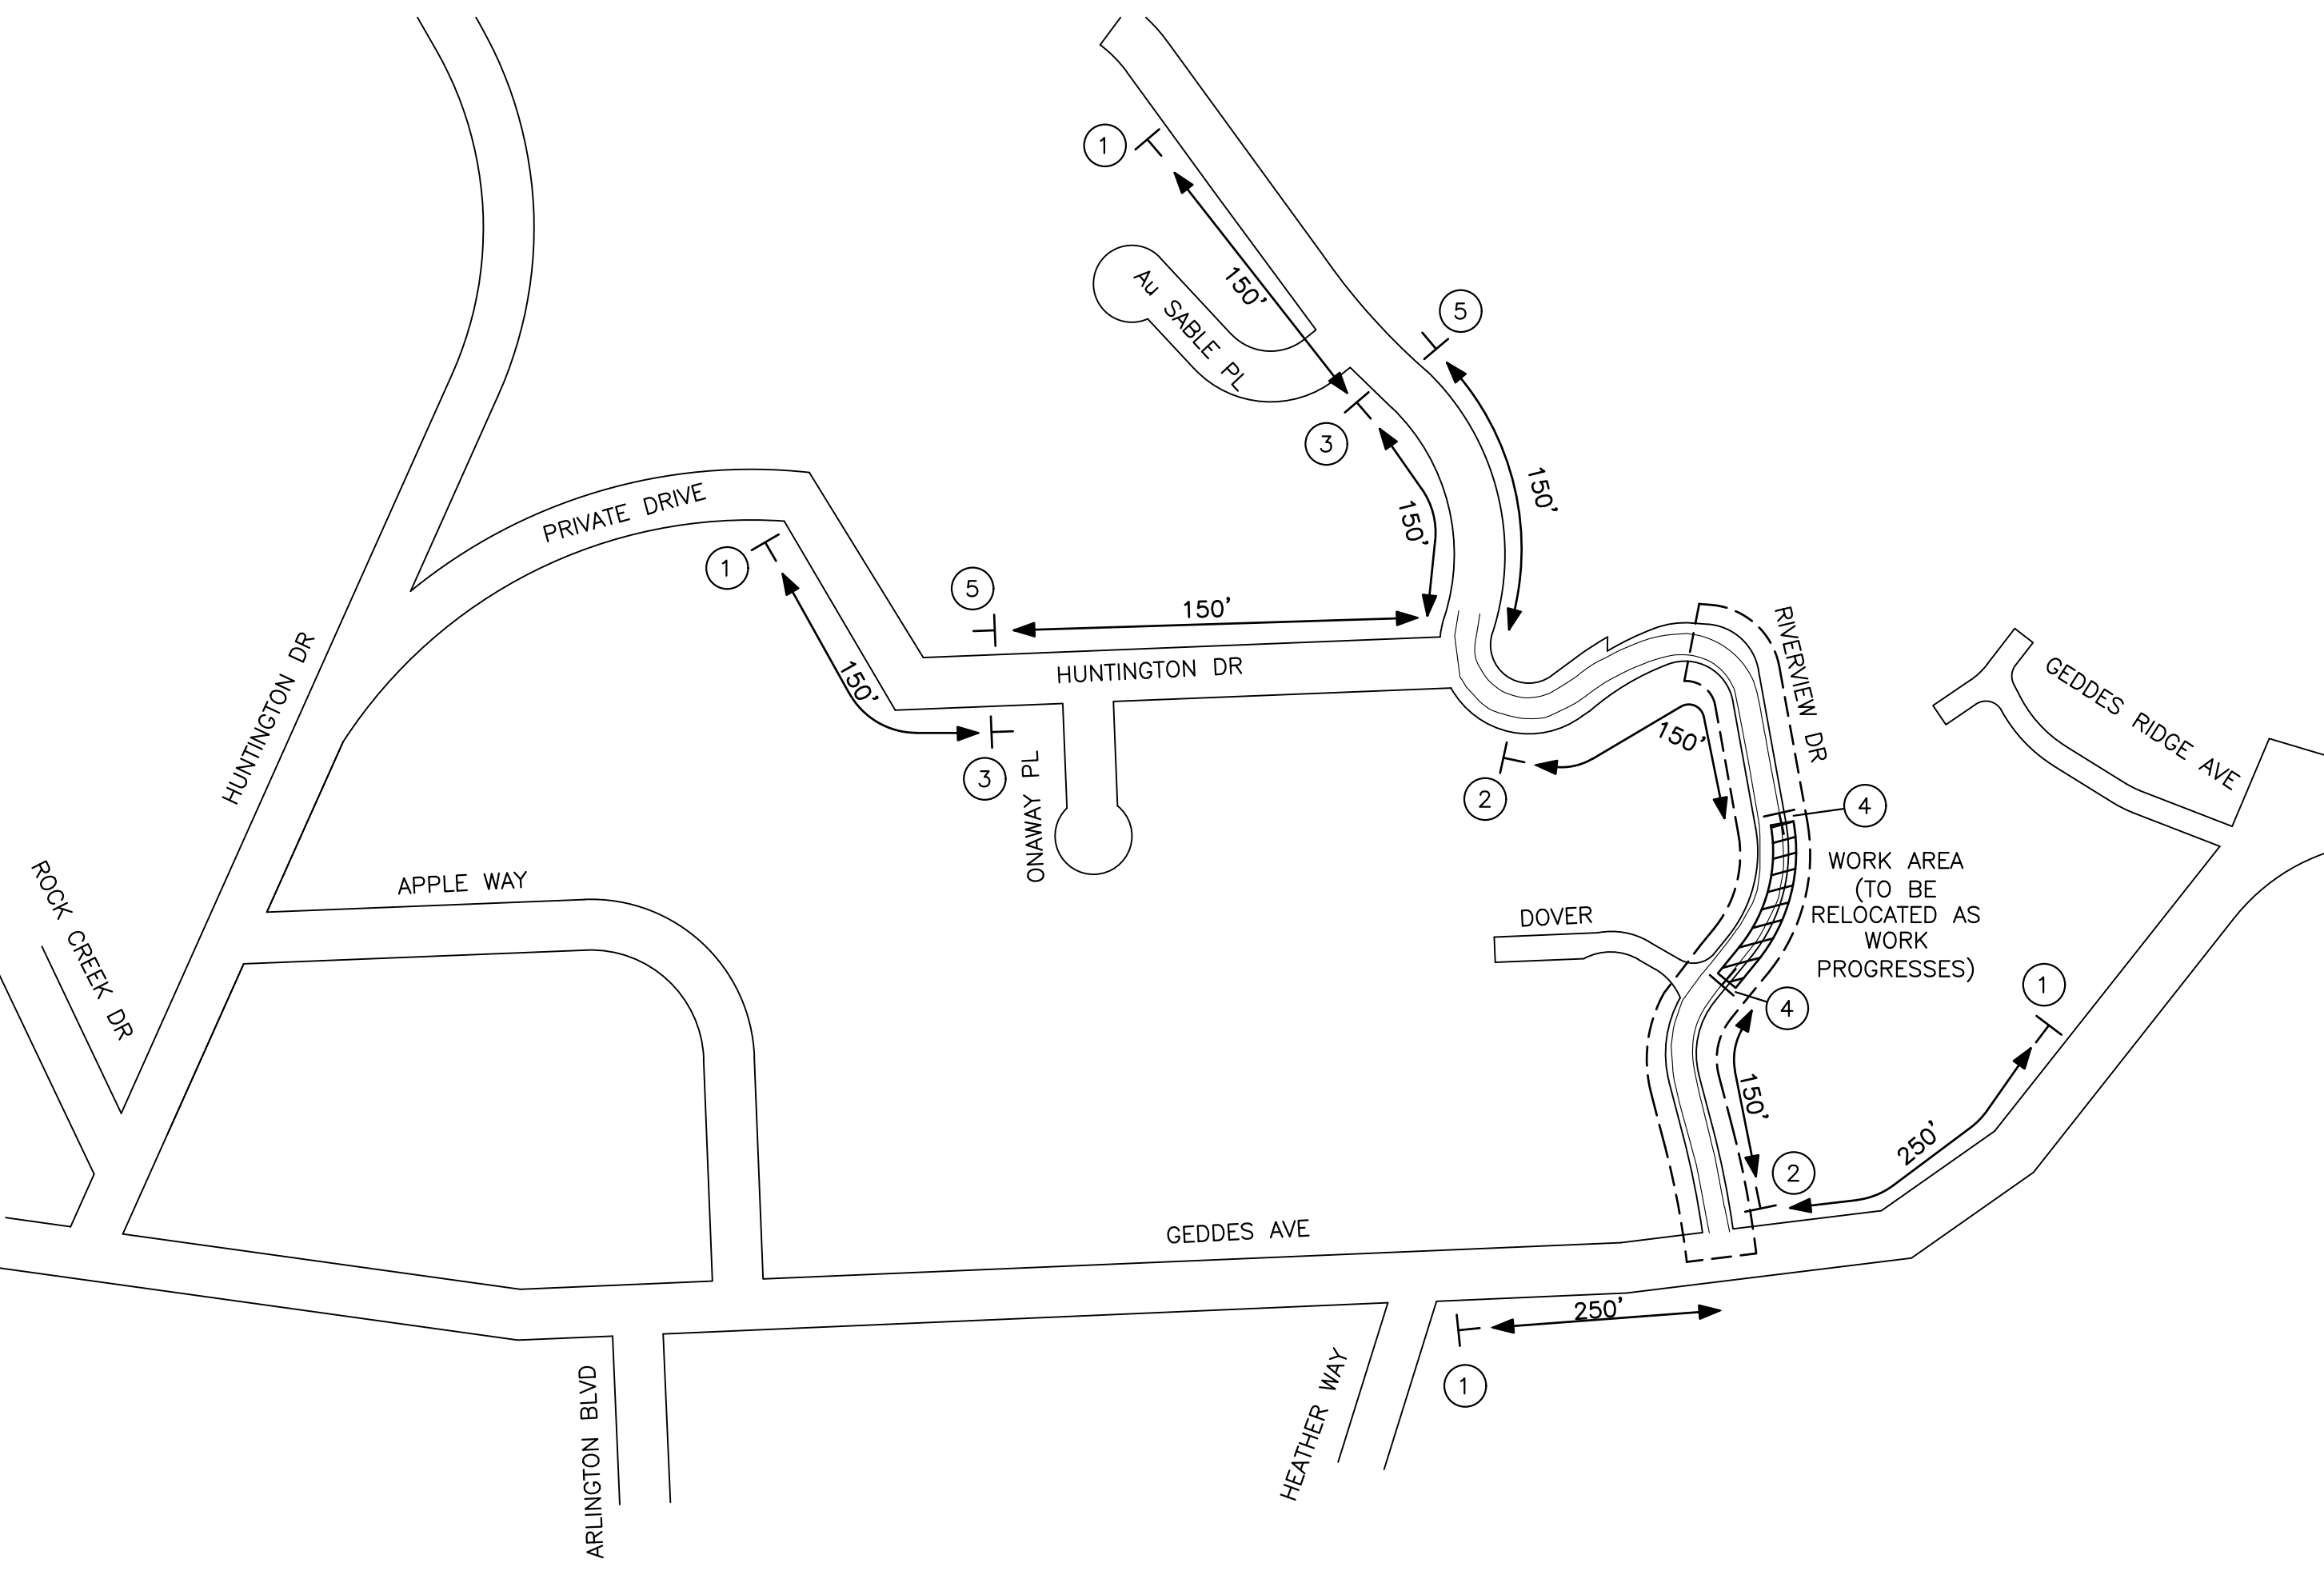 1
150'
Au SABLE PL
5
3
150'
150'
PRIVATE DRIVE
1
5
150'
150'
HUNTINGTON DR
HUNTINGTON DR
RIVERVIEW DR
GEDDES RIDGE AVE
150'
3
ONAWAY PL
2
4
WORK AREA
(TO BE
RELOCATED AS
WORK
PROGRESSES)
ROCK CREEK DR
APPLE WAY
DOVER
4
1
150'
250'
2
GEDDES AVE
250'
1
ARLINGTON BLVD
HEATHER WAY